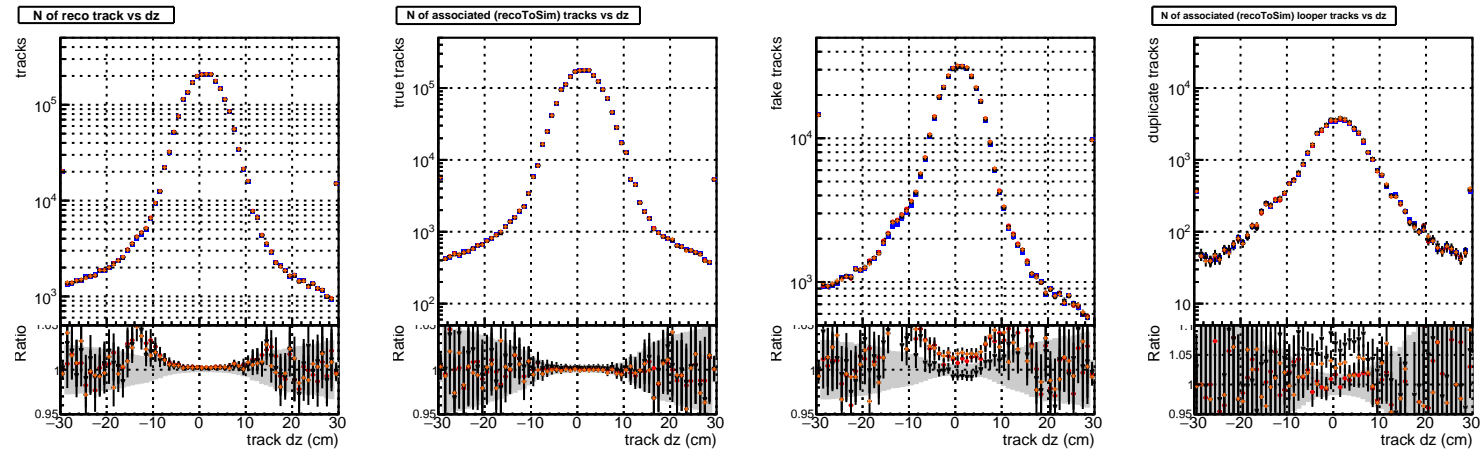 N of reco track vs dz
tracks
10^5
10^4
10^3
Ratio
1
0.95
−30 −20 −10 0 10 20 30
track dz (cm)
N of associated (recoToSim) tracks vs dz
true tracks
10^5
10^4
10^3
10^2
Ratio
1
0.95
−30 −20 −10 0 10 20 30
track dz (cm)
fake tracks
10^4
10^3
Ratio
1
0.95
−30 −20 −10 0 10 20 30
track dz (cm)
N of associated (recoToSim) looper tracks vs dz
duplicate tracks
10^4
10^3
10^2
10
Ratio
1.05
1
0.95
−30 −20 −10 0 10 20 30
track dz (cm)